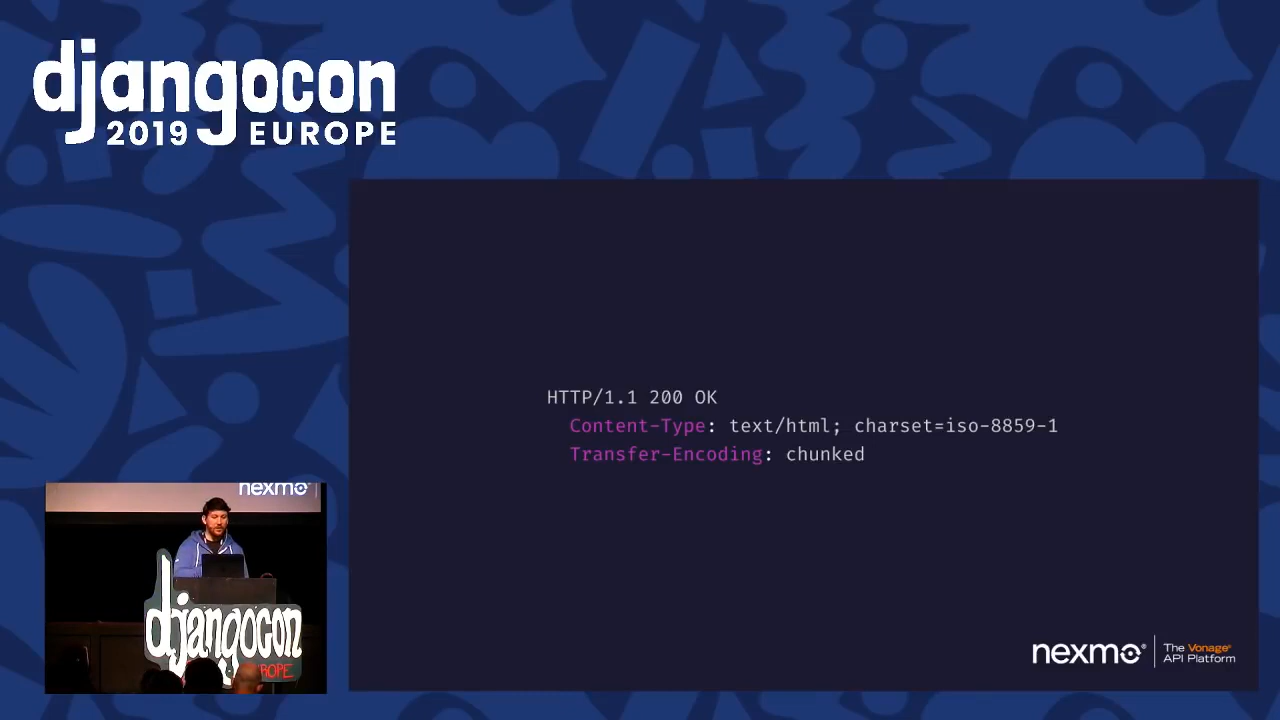 djangocon
2019 EUROPE
HTTP/1.1 200 OK
Content-Type: text/html; charset=iso-8859-1
Transfer-Encoding: chunked
nexmo
djangocon
ROPE
nexmo® The Vonage®
API Platform